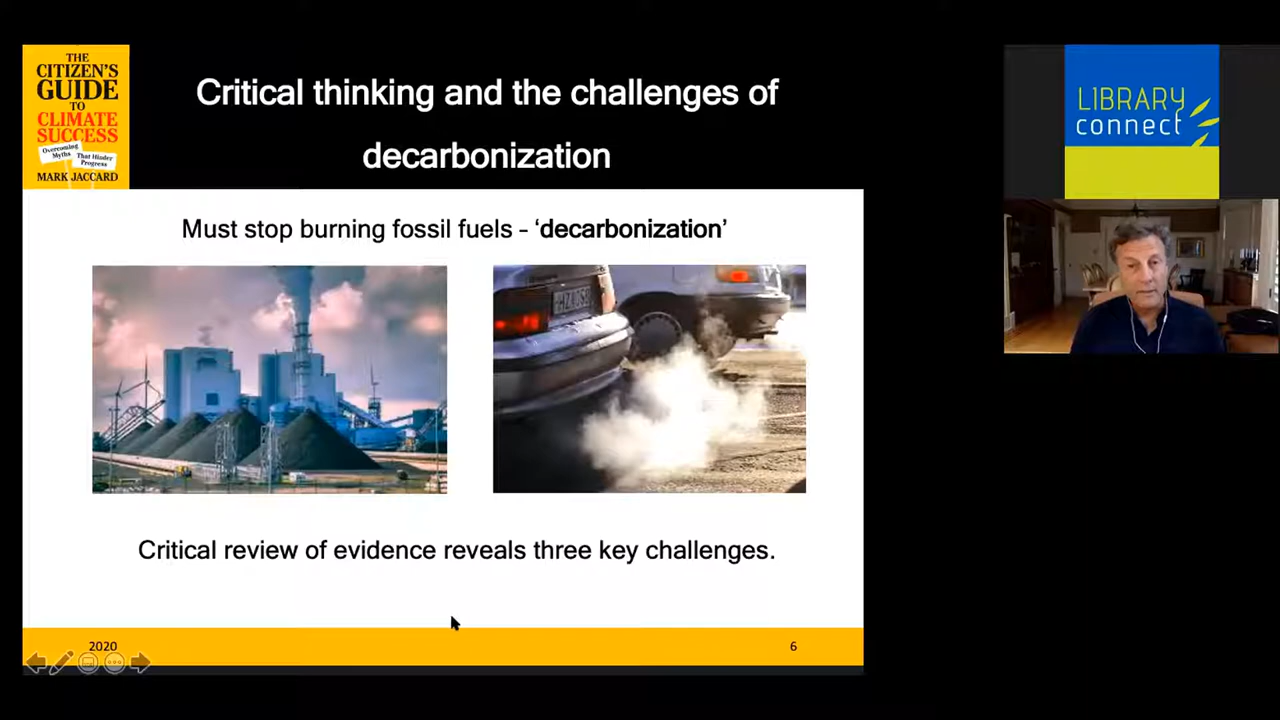 THE
CITIZEN'S
GUIDE
TO
CLIMATE
SUCCESS
Overcoming
Myths
That Hinder
Progress
MARK JACCARD
Critical thinking and the challenges of
decarbonization
Must stop burning fossil fuels - ‘decarbonization’
Critical review of evidence reveals three key challenges.
2020
6
LIBRARY
connect